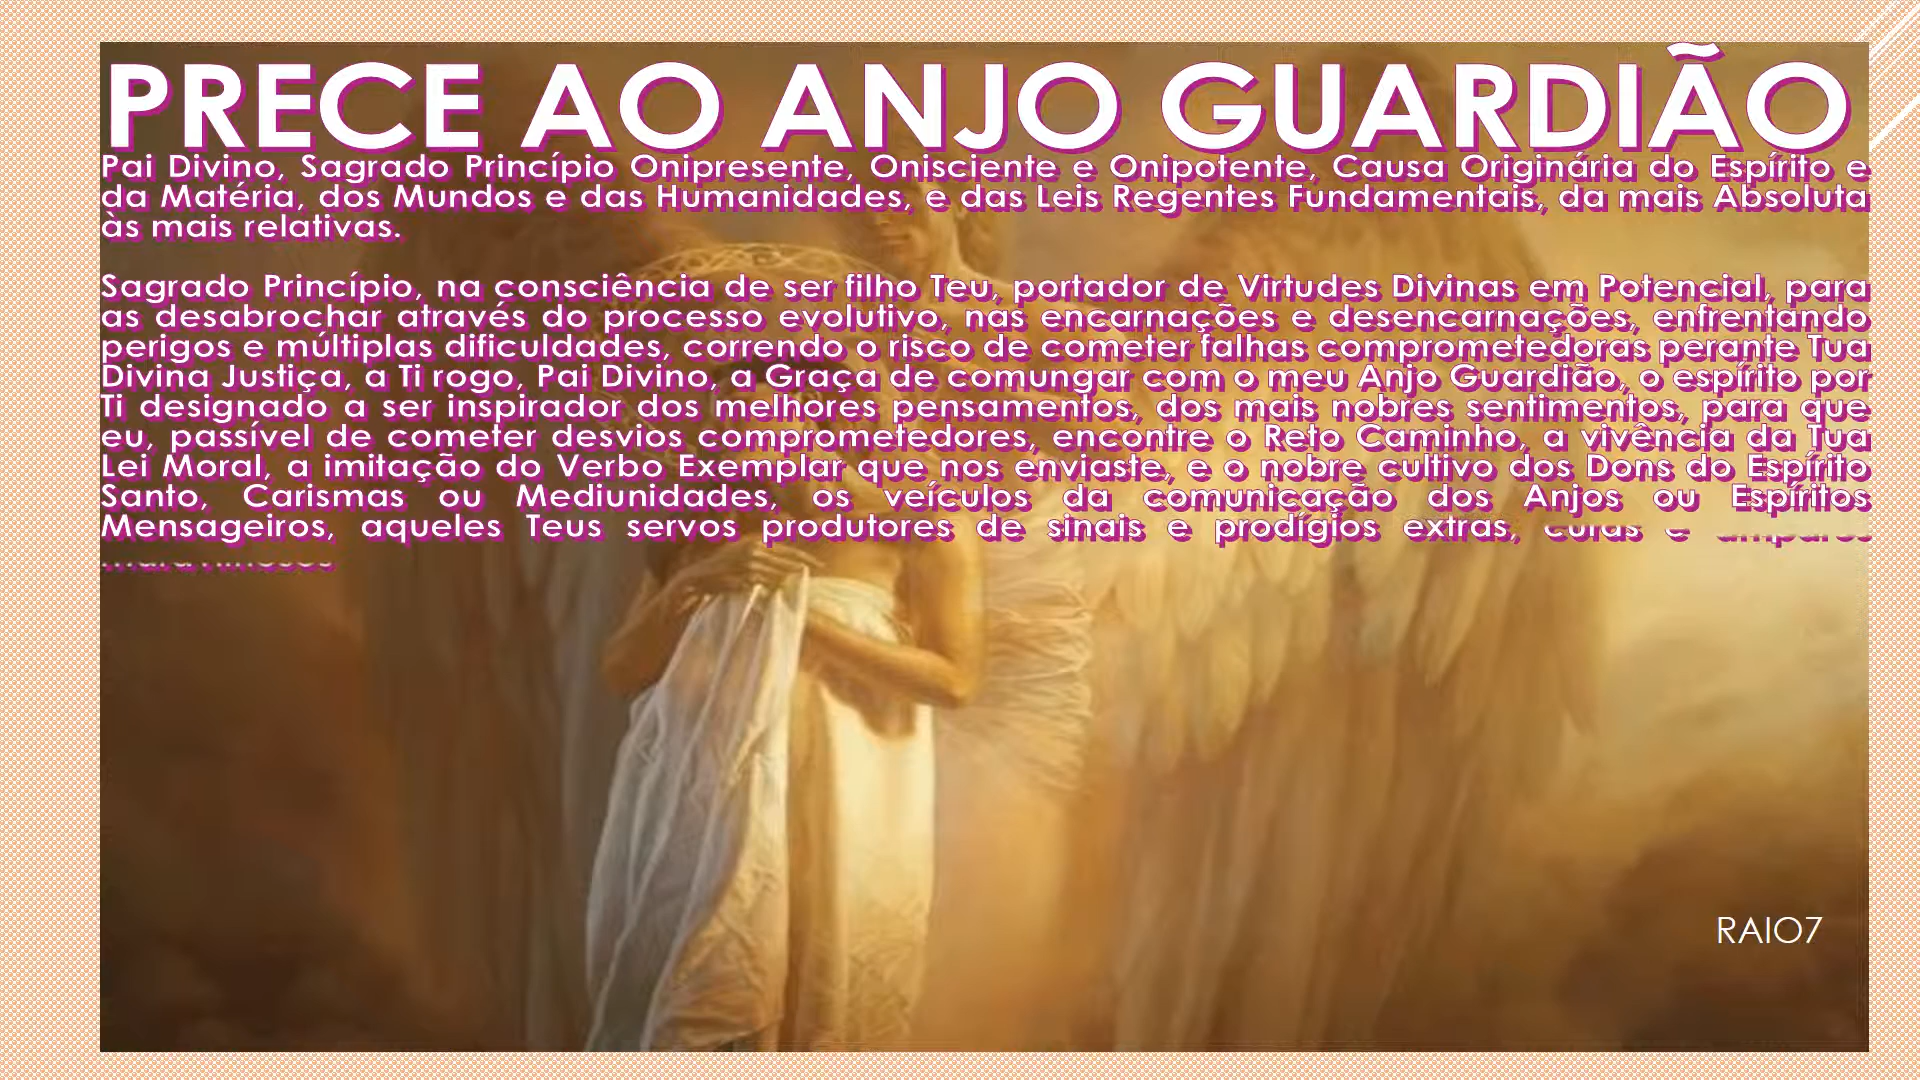 PRECE AO ANJO GUARDIÃO
Pai Divino, Sagrado Princípio Onipresente, Onisciente e Onipotente, Causa Originária do Espírito e
da Matéria, dos Mundos e das Humanidades, e das Leis Regentes Fundamentais, da mais Absoluta
às mais relativas.
Sagrado Princípio, na consciência de ser filho Teu, portador de Virtudes Divinas em Potencial, para
as desabrochar através do processo evolutivo, nas encarnações e desencarnações, enfrentando
perigos e múltiplas dificuldades, correndo o risco de cometer falhas comprometedoras perante Tua
Divina Justiça, a Ti rogo, Pai Divino, a Graça de comungar com o meu Anjo Guardião, o espírito por
Ti designado a ser inspirador dos melhores pensamentos, dos mais nobres sentimentos, para que
eu, passível de cometer desvios comprometedores, encontre o Reto Caminho, a vivência da Tua
Lei Moral, a imitação do Verbo Exemplar que nos enviaste, e o nobre cultivo dos Dons do Espírito
Santo, Carismas ou Mediunidades, os veículos da comunicação dos Anjos ou Espíritos
Mensageiros, aqueles Teus servos produtores de sinais e prodígios extras, curas e
RAIO7